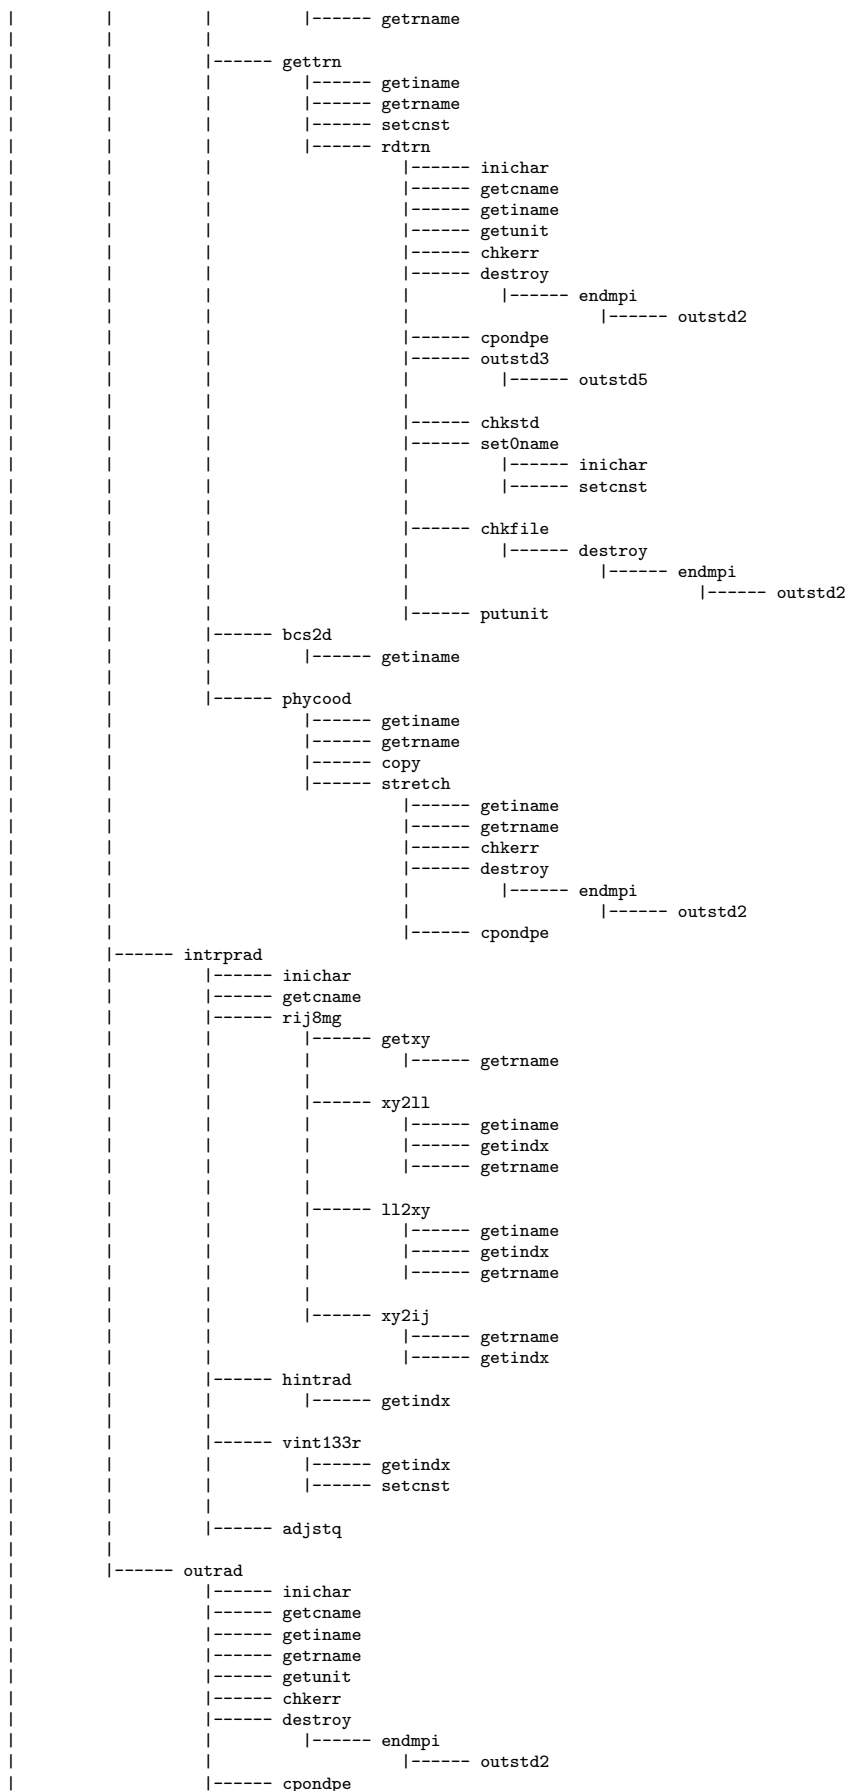 |         |         |         |------ getrname
|         |         |
|         |         |------ gettrn
|         |         |         |------ getiname
|         |         |         |------ getrname
|         |         |         |------ setcnst
|         |         |         |------ rdtrn
|         |         |                   |------ inichar
|         |         |                   |------ getcname
|         |         |                   |------ getiname
|         |         |                   |------ getunit
|         |         |                   |------ chkerr
|         |         |                   |------ destroy
|         |         |                   |         |------ endmpi
|         |         |                   |                   |------ outstd2
|         |         |                   |------ cpondpe
|         |         |                   |------ outstd3
|         |         |                   |         |------ outstd5
|         |         |                   |
|         |         |                   |------ chkstd
|         |         |                   |------ set0name
|         |         |                   |         |------ inichar
|         |         |                   |         |------ setcnst
|         |         |                   |
|         |         |                   |------ chkfile
|         |         |                   |         |------ destroy
|         |         |                   |                   |------ endmpi
|         |         |                   |                             |------ outstd2
|         |         |                   |------ putunit
|         |         |------ bcs2d
|         |         |         |------ getiname
|         |         |
|         |         |------ phycood
|         |                   |------ getiname
|         |                   |------ getrname
|         |                   |------ copy
|         |                   |------ stretch
|         |                             |------ getiname
|         |                             |------ getrname
|         |                             |------ chkerr
|         |                             |------ destroy
|         |                             |         |------ endmpi
|         |                             |                   |------ outstd2
|         |                             |------ cpondpe
|         |------ intrprad
|         |         |------ inichar
|         |         |------ getcname
|         |         |------ rij8mg
|         |         |         |------ getxy
|         |         |         |         |------ getrname
|         |         |         |
|         |         |         |------ xy2ll
|         |         |         |         |------ getiname
|         |         |         |         |------ getindx
|         |         |         |         |------ getrname
|         |         |         |
|         |         |         |------ ll2xy
|         |         |         |         |------ getiname
|         |         |         |         |------ getindx
|         |         |         |         |------ getrname
|         |         |         |
|         |         |         |------ xy2ij
|         |         |                   |------ getrname
|         |         |                   |------ getindx
|         |         |------ hintrad
|         |         |         |------ getindx
|         |         |
|         |         |------ vint133r
|         |         |         |------ getindx
|         |         |         |------ setcnst
|         |         |
|         |         |------ adjstq
|         |
|         |------ outrad
|                   |------ inichar
|                   |------ getcname
|                   |------ getiname
|                   |------ getrname
|                   |------ getunit
|                   |------ chkerr
|                   |------ destroy
|                   |         |------ endmpi
|                   |                   |------ outstd2
|                   |------ cpondpe